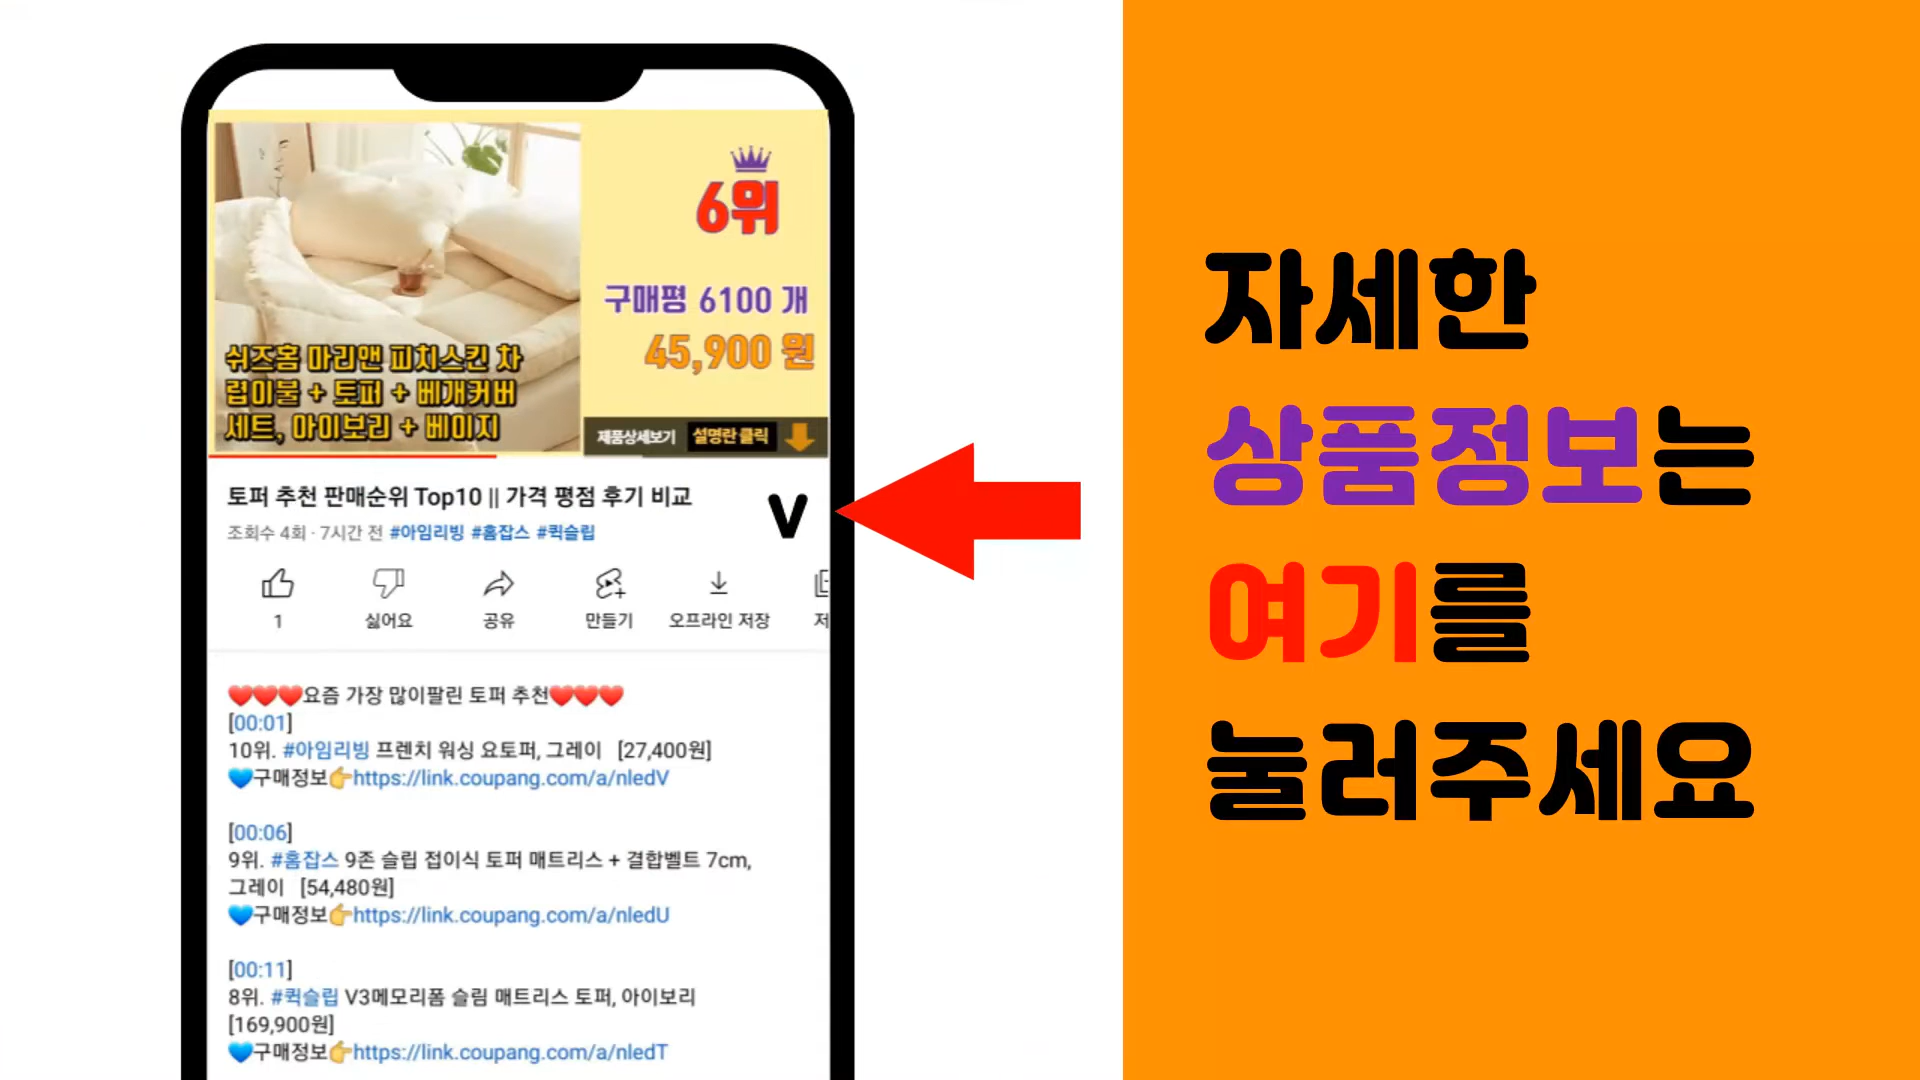 6위
구매평 6100 개
45,900 원
쉬즈홈 마리앤 피치스킨 차
렵이불 + 토퍼 + 베개커버
세트, 아이보리 + 베이지
제품상세보기 설명란 클릭
토퍼 추천 판매순위 Top10 || 가격 평점 후기 비교
V
조회수 4회 · 7시간 전 #아임리빙 #홈잡스 #퀵슬립
1 싫어요 공유 만들기 오프라인 저장 저
❤️❤️❤️요즘 가장 많이팔린 토퍼 추천❤️❤️❤️
[00:01]
10위. #아임리빙 프렌치 워싱 요토퍼, 그레이 [27,400원]
💙구매정보👉https://link.coupang.com/a/nledV
[00:06]
9위. #홈잡스 9존 슬립 접이식 토퍼 매트리스 + 결합벨트 7cm,
그레이 [54,480원]
💙구매정보👉https://link.coupang.com/a/nledU
[00:11]
8위. #퀵슬립 V3메모리폼 슬림 매트리스 토퍼, 아이보리
[169,900원]
💙구매정보👉https://link.coupang.com/a/nledT
자세한
상품정보는
여기를
눌러주세요